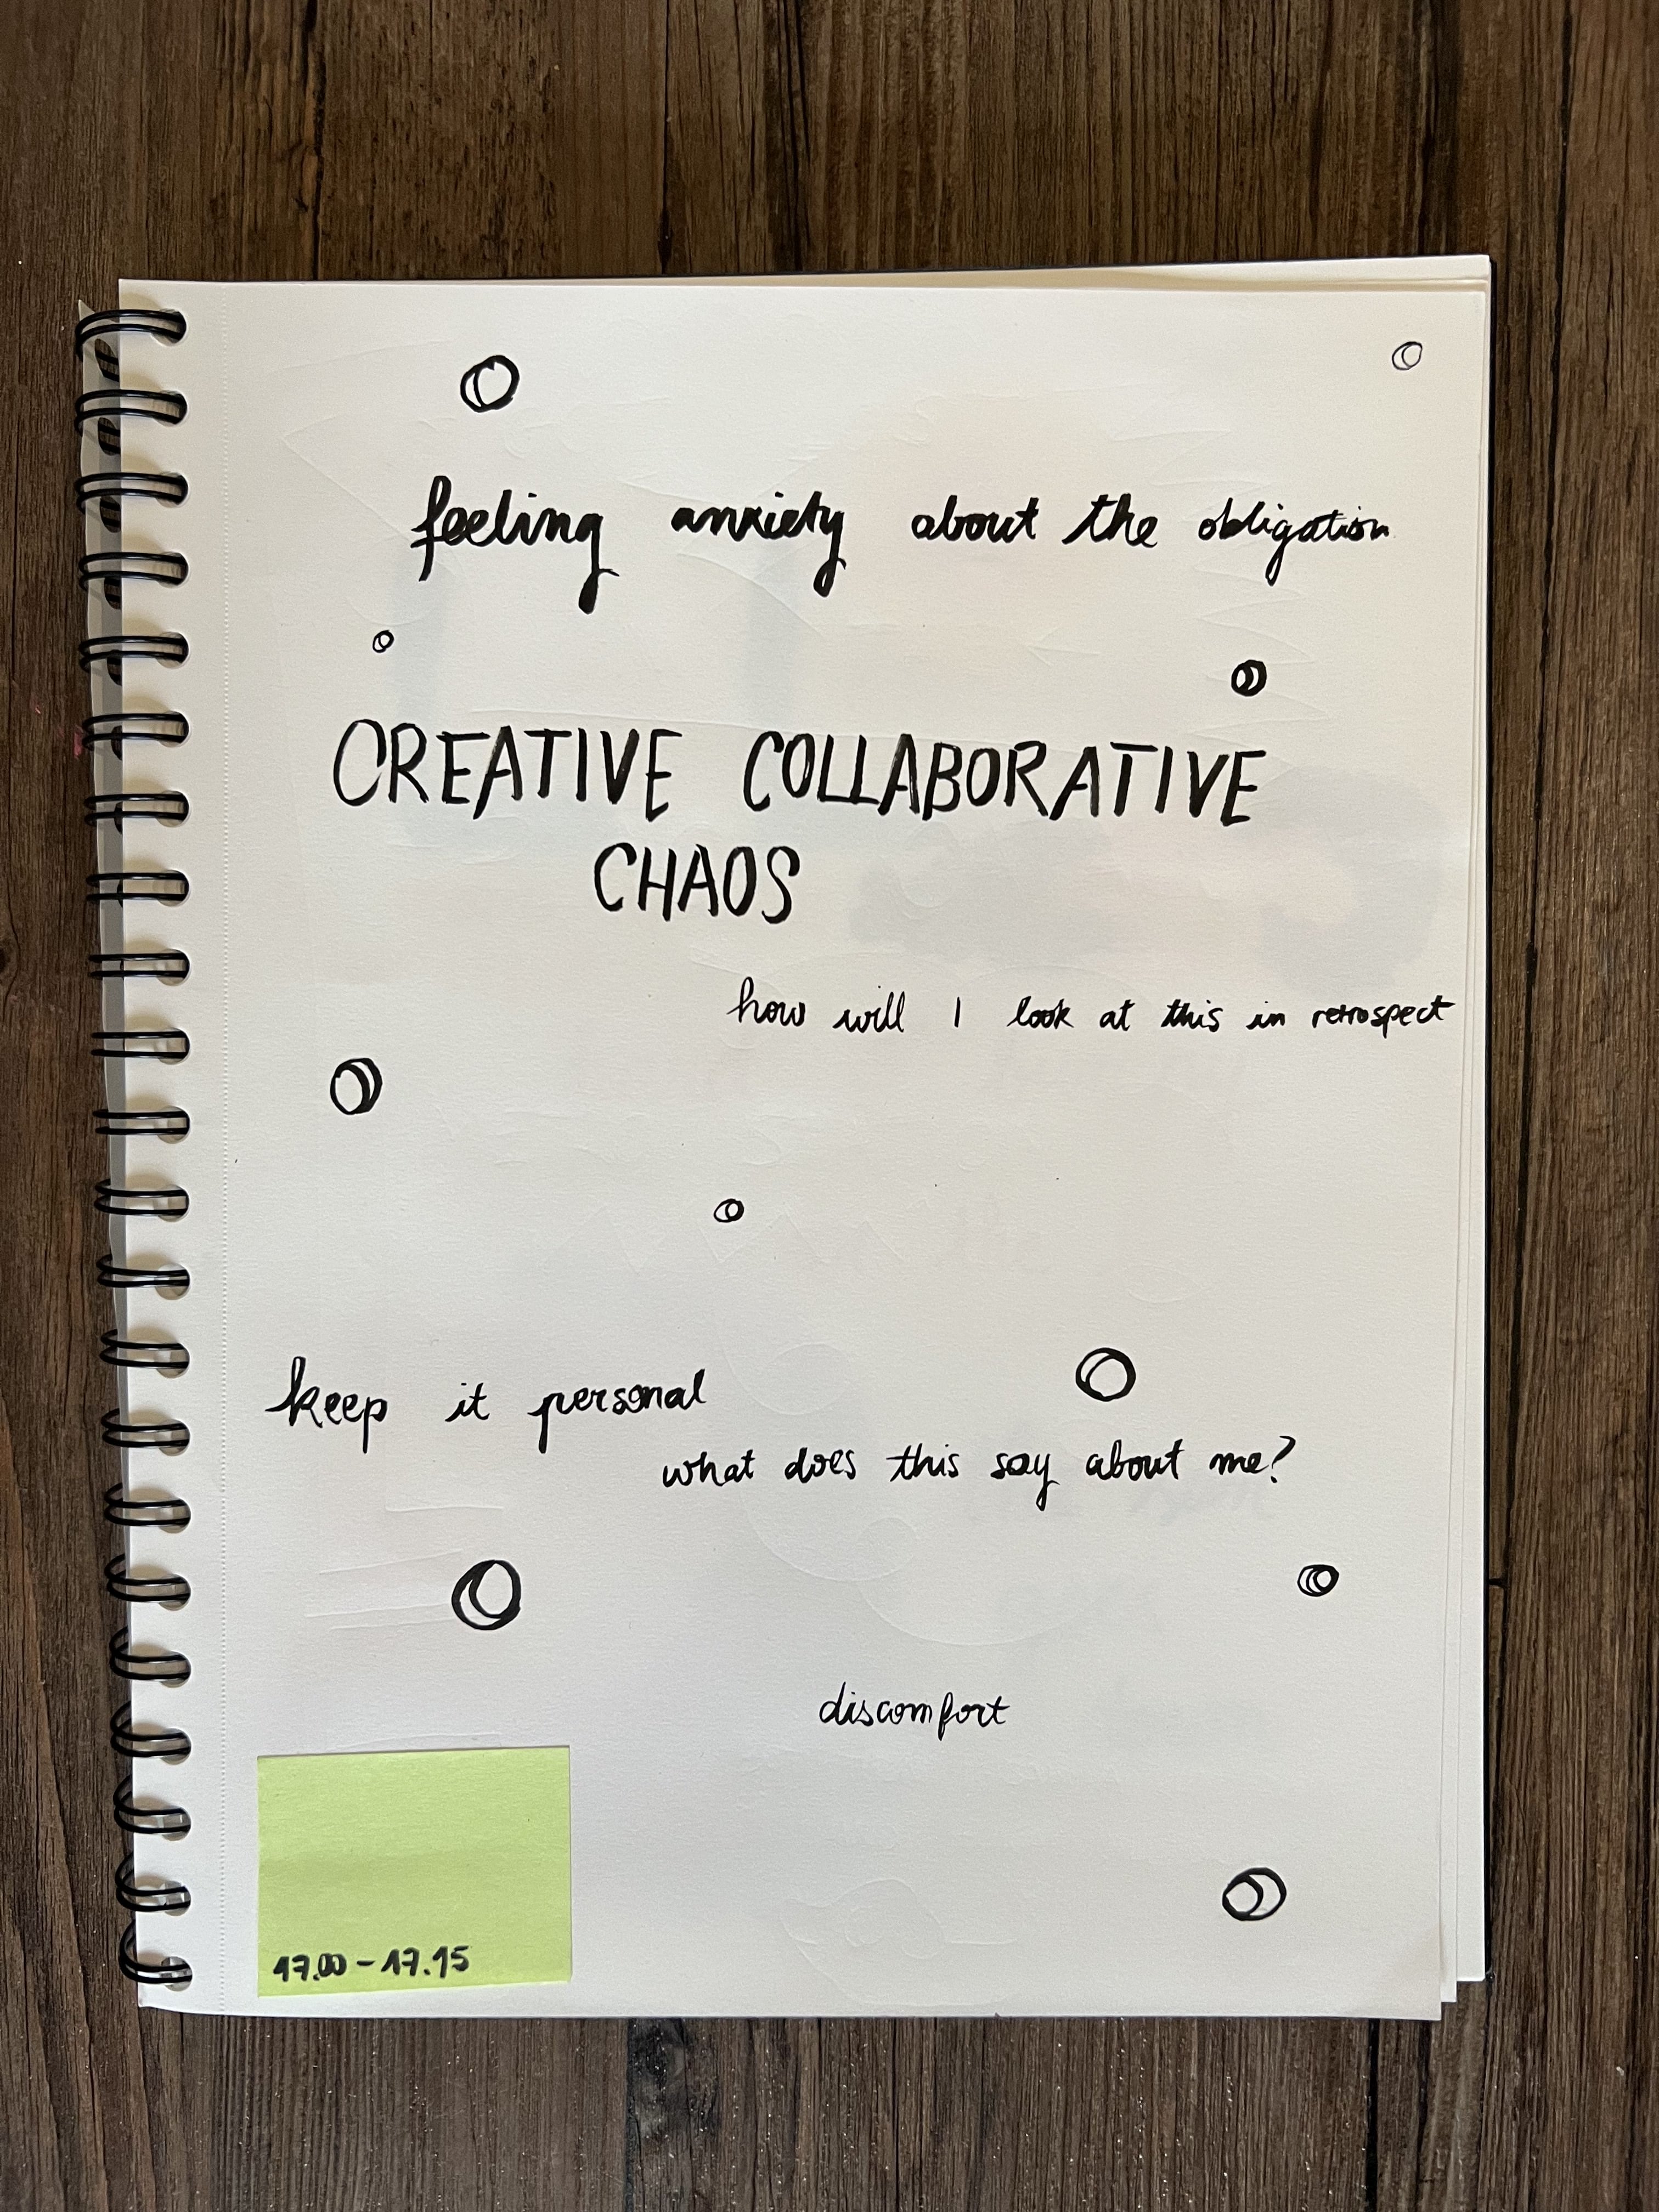 feeling anxiety about the obligation
CREATIVE COLLABORATIVE
CHAOS
how will I look at this in retrospect
keep it personal
what does this say about me?
discomfort
17.00 - 17.15